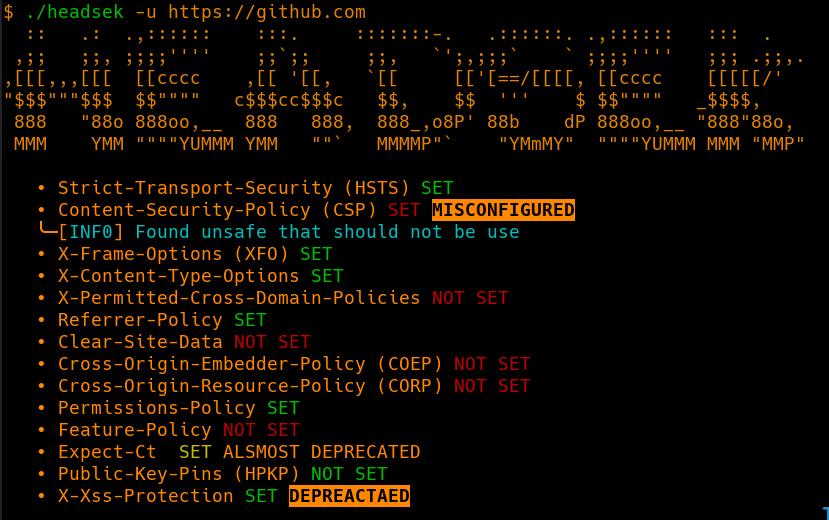 $ ./headsek -u https://github.com
  ::   .:  .,::::::    :::.     :::::::-.   .::::::. .,::::::   :::  .
 ,;;   ;;, ;;;;''''    ;;`;;     ;;,   `';,;;;`    ` ;;;;''''   ;;; .;;,.
,[[[,,,[[[  [[cccc    ,[[ '[[,   `[[     [['[==/[[[[, [[cccc    [[[[[/'
"$$$"""$$$  $$""""   c$$$cc$$$c   $$,    $$  '''    $ $$""""   _$$$$,
 888   "88o 888oo,__  888   888,  888_,o8P' 88b    dP 888oo,__ "888"88o,
 MMM    YMM """"YUMMM YMM   ""`   MMMMP"`    "YMmMY"  """"YUMMM MMM "MMP"
• Strict-Transport-Security (HSTS) SET
• Content-Security-Policy (CSP) SET MISCONFIGURED
╰─[INF0] Found unsafe that should not be use
• X-Frame-Options (XFO) SET
• X-Content-Type-Options SET
• X-Permitted-Cross-Domain-Policies NOT SET
• Referrer-Policy SET
• Clear-Site-Data NOT SET
• Cross-Origin-Embedder-Policy (COEP) NOT SET
• Cross-Origin-Resource-Policy (CORP) NOT SET
• Permissions-Policy SET
• Feature-Policy NOT SET
• Expect-Ct  SET ALSMOST DEPRECATED
• Public-Key-Pins (HPKP) NOT SET
• X-Xss-Protection SET DEPREACTAED